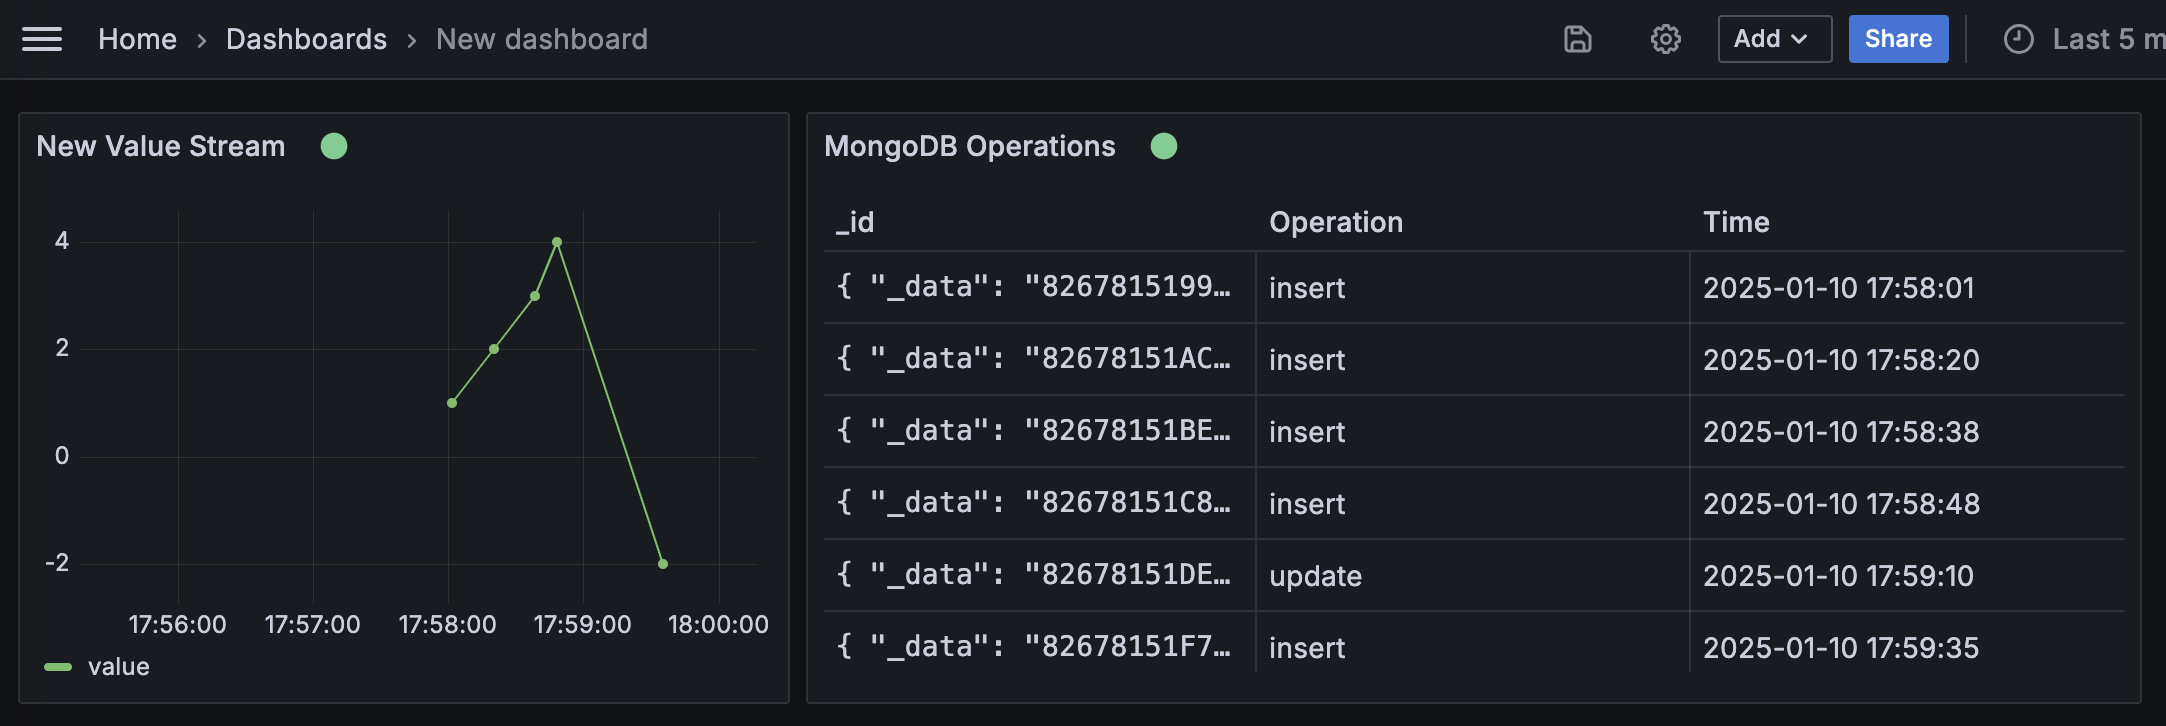 Home › Dashboards › New dashboard
Add
Share
Last 5 m
New Value Stream
4
2
0
-2
17:56:00 17:57:00 17:58:00 17:59:00 18:00:00
value
MongoDB Operations
_id Operation Time
{ "_data": "8267815199… insert 2025-01-10 17:58:01
{ "_data": "82678151AC… insert 2025-01-10 17:58:20
{ "_data": "82678151BE… insert 2025-01-10 17:58:38
{ "_data": "82678151C8… insert 2025-01-10 17:58:48
{ "_data": "82678151DE… update 2025-01-10 17:59:10
{ "_data": "82678151F7… insert 2025-01-10 17:59:35